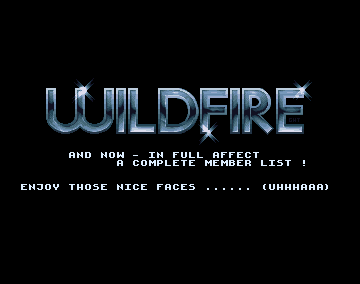 WILDFIRE
AND NOW - IN FULL AFFECT
A COMPLETE MEMBER LIST !
ENJOY THOSE NICE FACES ...... (UHHHAAA)